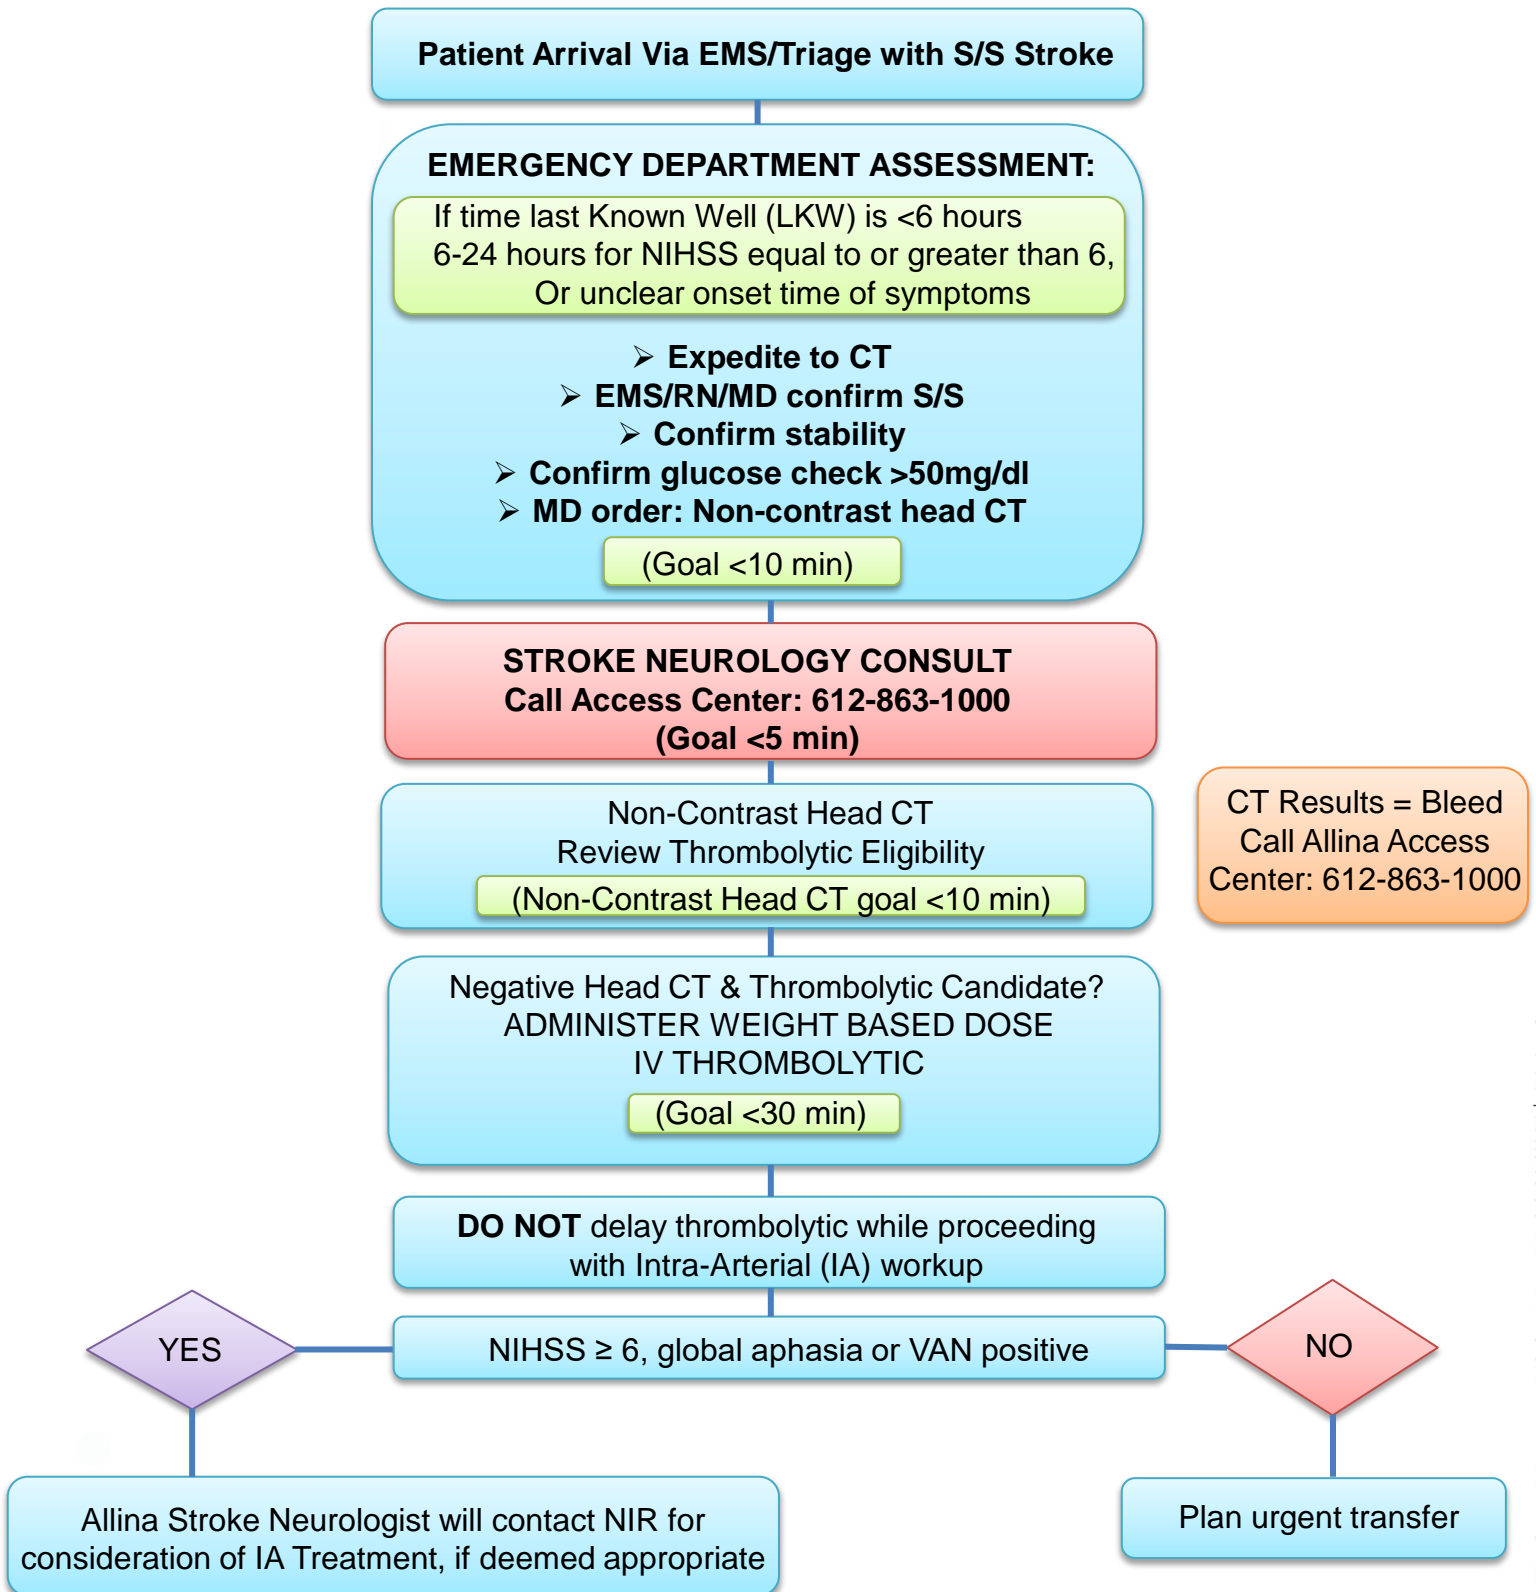 Patient Arrival Via EMS/Triage with S/S Stroke
EMERGENCY DEPARTMENT ASSESSMENT:
If time last Known Well (LKW) is <6 hours
6-24 hours for NIHSS equal to or greater than 6,
Or unclear onset time of symptoms
➢ Expedite to CT
➢ EMS/RN/MD confirm S/S
➢ Confirm stability
➢ Confirm glucose check >50mg/dl
➢ MD order: Non-contrast head CT
(Goal <10 min)
STROKE NEUROLOGY CONSULT
Call Access Center: 612-863-1000
(Goal <5 min)
Non-Contrast Head CT
Review Thrombolytic Eligibility
(Non-Contrast Head CT goal <10 min)
CT Results = Bleed
Call Allina Access
Center: 612-863-1000
Negative Head CT & Thrombolytic Candidate?
ADMINISTER WEIGHT BASED DOSE
IV THROMBOLYTIC
(Goal <30 min)
DO NOT delay thrombolytic while proceeding
with Intra-Arterial (IA) workup
YES
NIHSS ≥ 6, global aphasia or VAN positive
NO
Allina Stroke Neurologist will contact NIR for
consideration of IA Treatment, if deemed appropriate
Plan urgent transfer